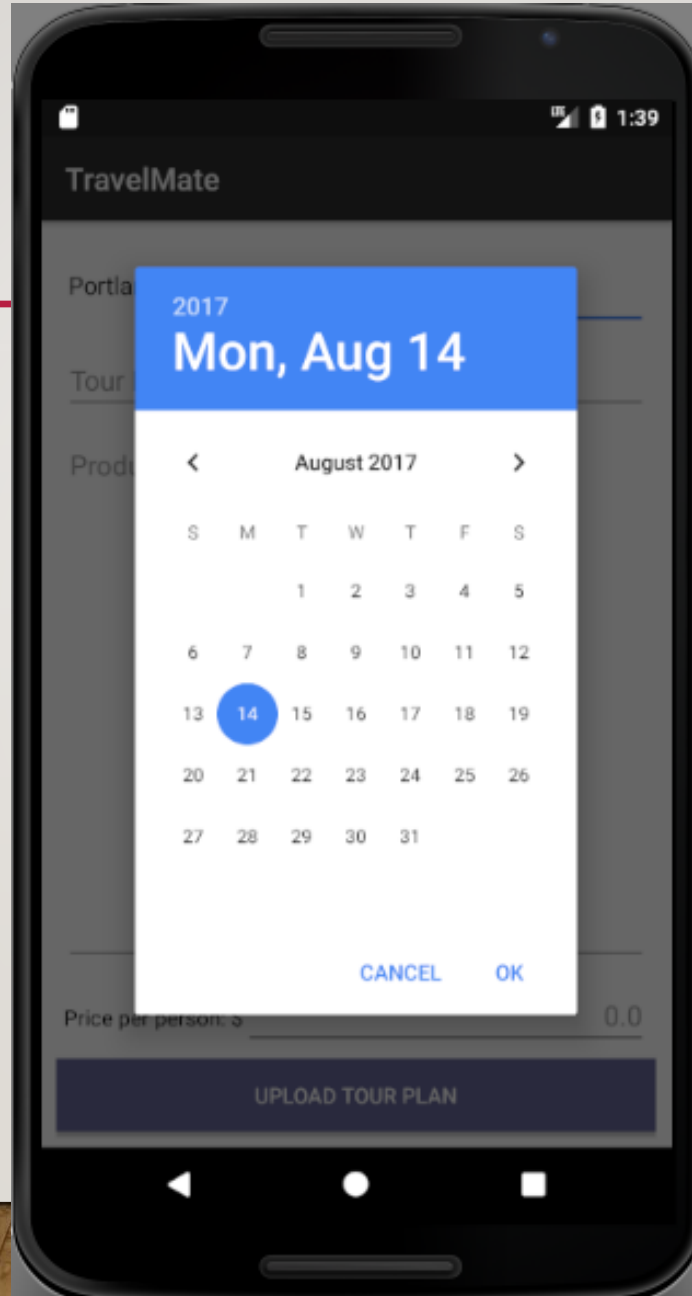 LTE 1:39
TravelMate
Portla
2017
Mon, Aug 14
Tour
Produ
August 2017
S M T W T F S
1 2 3 4 5
6 7 8 9 10 11 12
13 14 15 16 17 18 19
20 21 22 23 24 25 26
27 28 29 30 31
CANCEL OK
Price per person: $ 0.0
UPLOAD TOUR PLAN